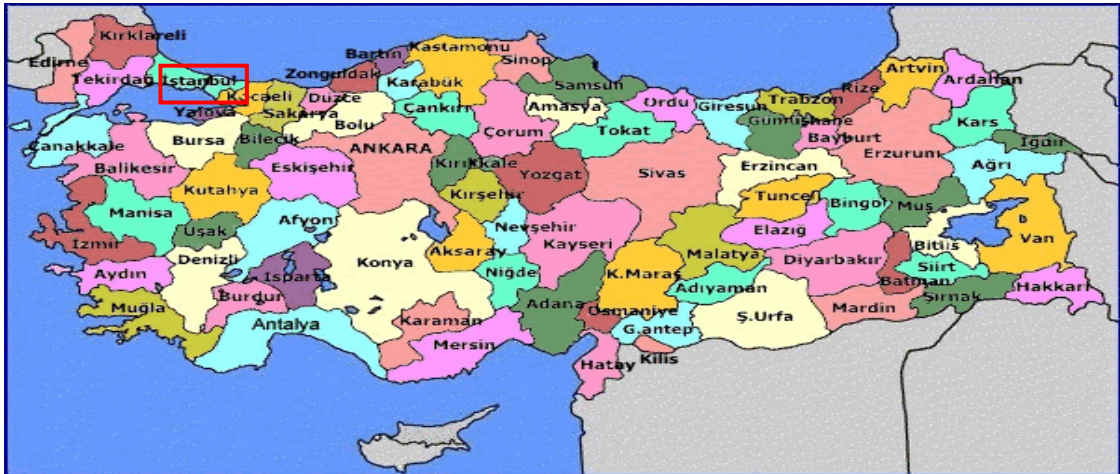 Kırklareli
Edirne
Tekirdağ
İstanbul
Kocaeli
Yalova
Sakarya
Düzce
Zonguldak
Bartın
Kastamonu
Sinop
Karabük
Çankırı
Samsun
Amasya
Ordu
Giresun
Trabzon
Rize
Artvin
Ardahan
Gümüşhane
Bayburt
Kars
Iğdır
Çanakkale
Bursa
Bilecik
Bolu
ANKARA
Çorum
Tokat
Erzurum
Ağrı
Balikesir
Eskişehir
Kırıkkale
Yozgat
Sivas
Erzincan
Kutahya
Kırşehir
Tunceli
Bingöl
Muş
Manisa
Uşak
Afyon
Nevşehir
Kayseri
Malatya
Elazığ
Bitlis
Van
İzmir
Denizli
Konya
Aksaray
Diyarbakır
Aydın
Isparta
Niğde
K.Maraş
Adıyaman
Batman
Siirt
Hakkari
Muğla
Burdur
Antalya
Karaman
Adana
Osmaniye
G.antep
Ş.Urfa
Mardin
Şırnak
Mersin
Hatay
Kilis